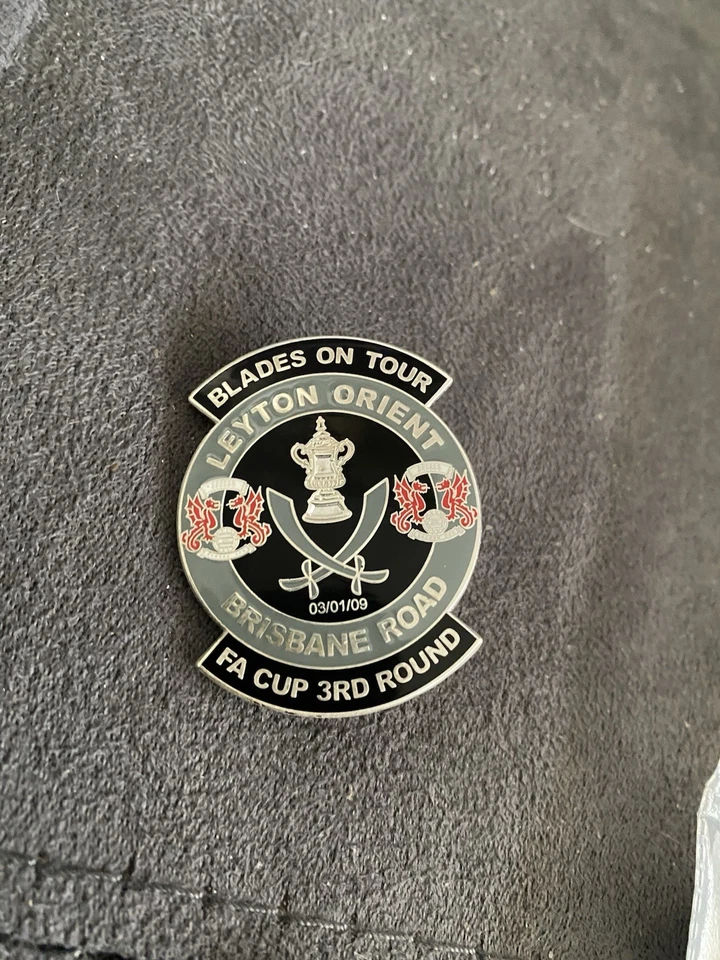 BLADES ON TOUR
LEYTON ORIENT
03/01/09
BRISBANE ROAD
FA CUP 3RD ROUND